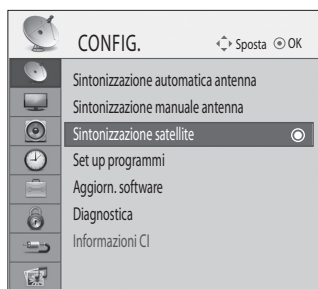 CONFIG.
Sposta OK
Sintonizzazione automatica antenna
Sintonizzazione manuale antenna
Sintonizzazione satellite
Set up programmi
Aggiorn. software
Diagnostica
Informazioni CI